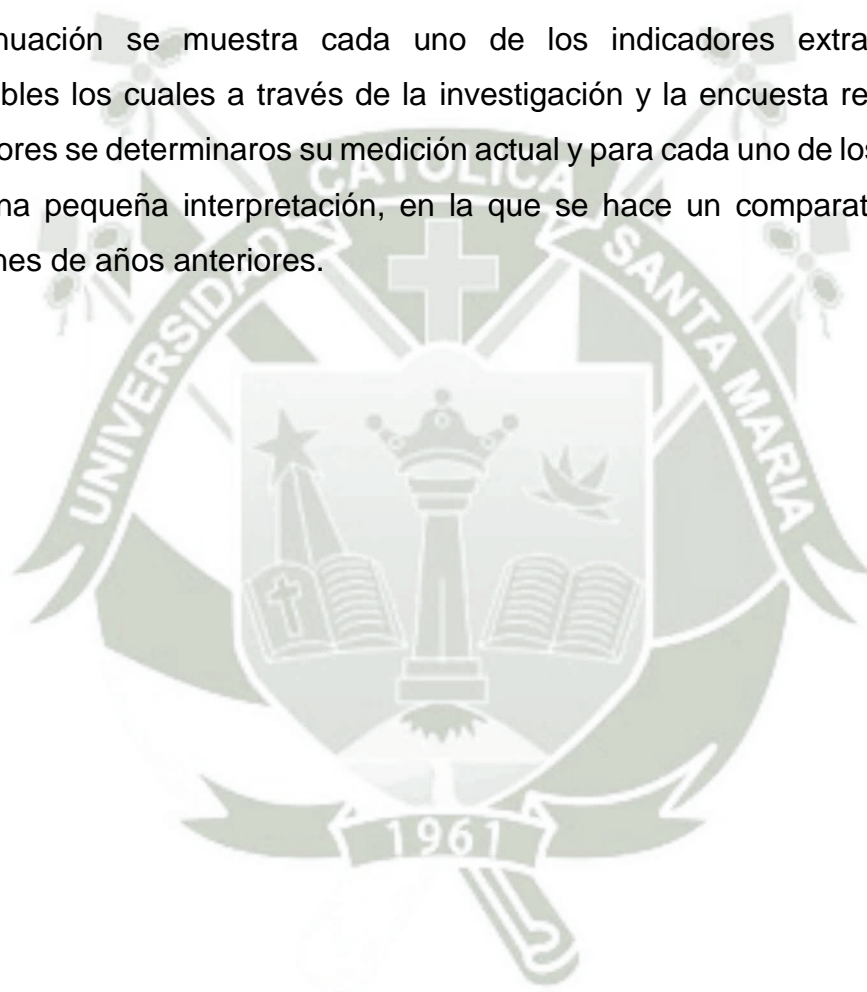 nuación se muestra cada uno de los indicadores extra
bles los cuales a través de la investigación y la encuesta re
ores se determinaros su medición actual y para cada uno de los
na pequeña interpretación, en la que se hace un comparat
nes de años anteriores.
UNIVERSIDAD CATOLICA SANTA MARIA
1961